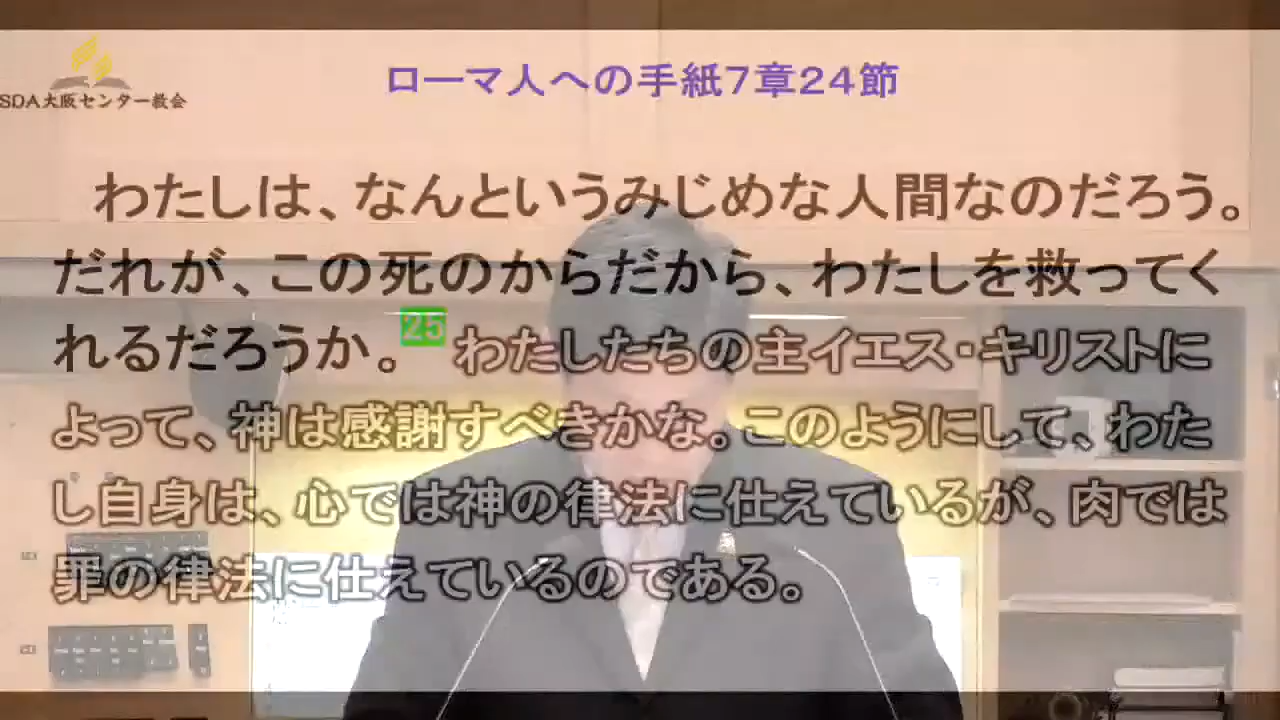 SDA大阪センター教会
ローマ人への手紙7章24節
わたしは、なんというみじめな人間なのだろう。
だれが、この死のからだから、わたしを救ってく
れるだろうか。25 わたしたちの主イエス・キリストに
よって、神は感謝すべきかな。このようにして、わた
し自身は、心では神の律法に仕えているが、肉では
罪の律法に仕えているのである。